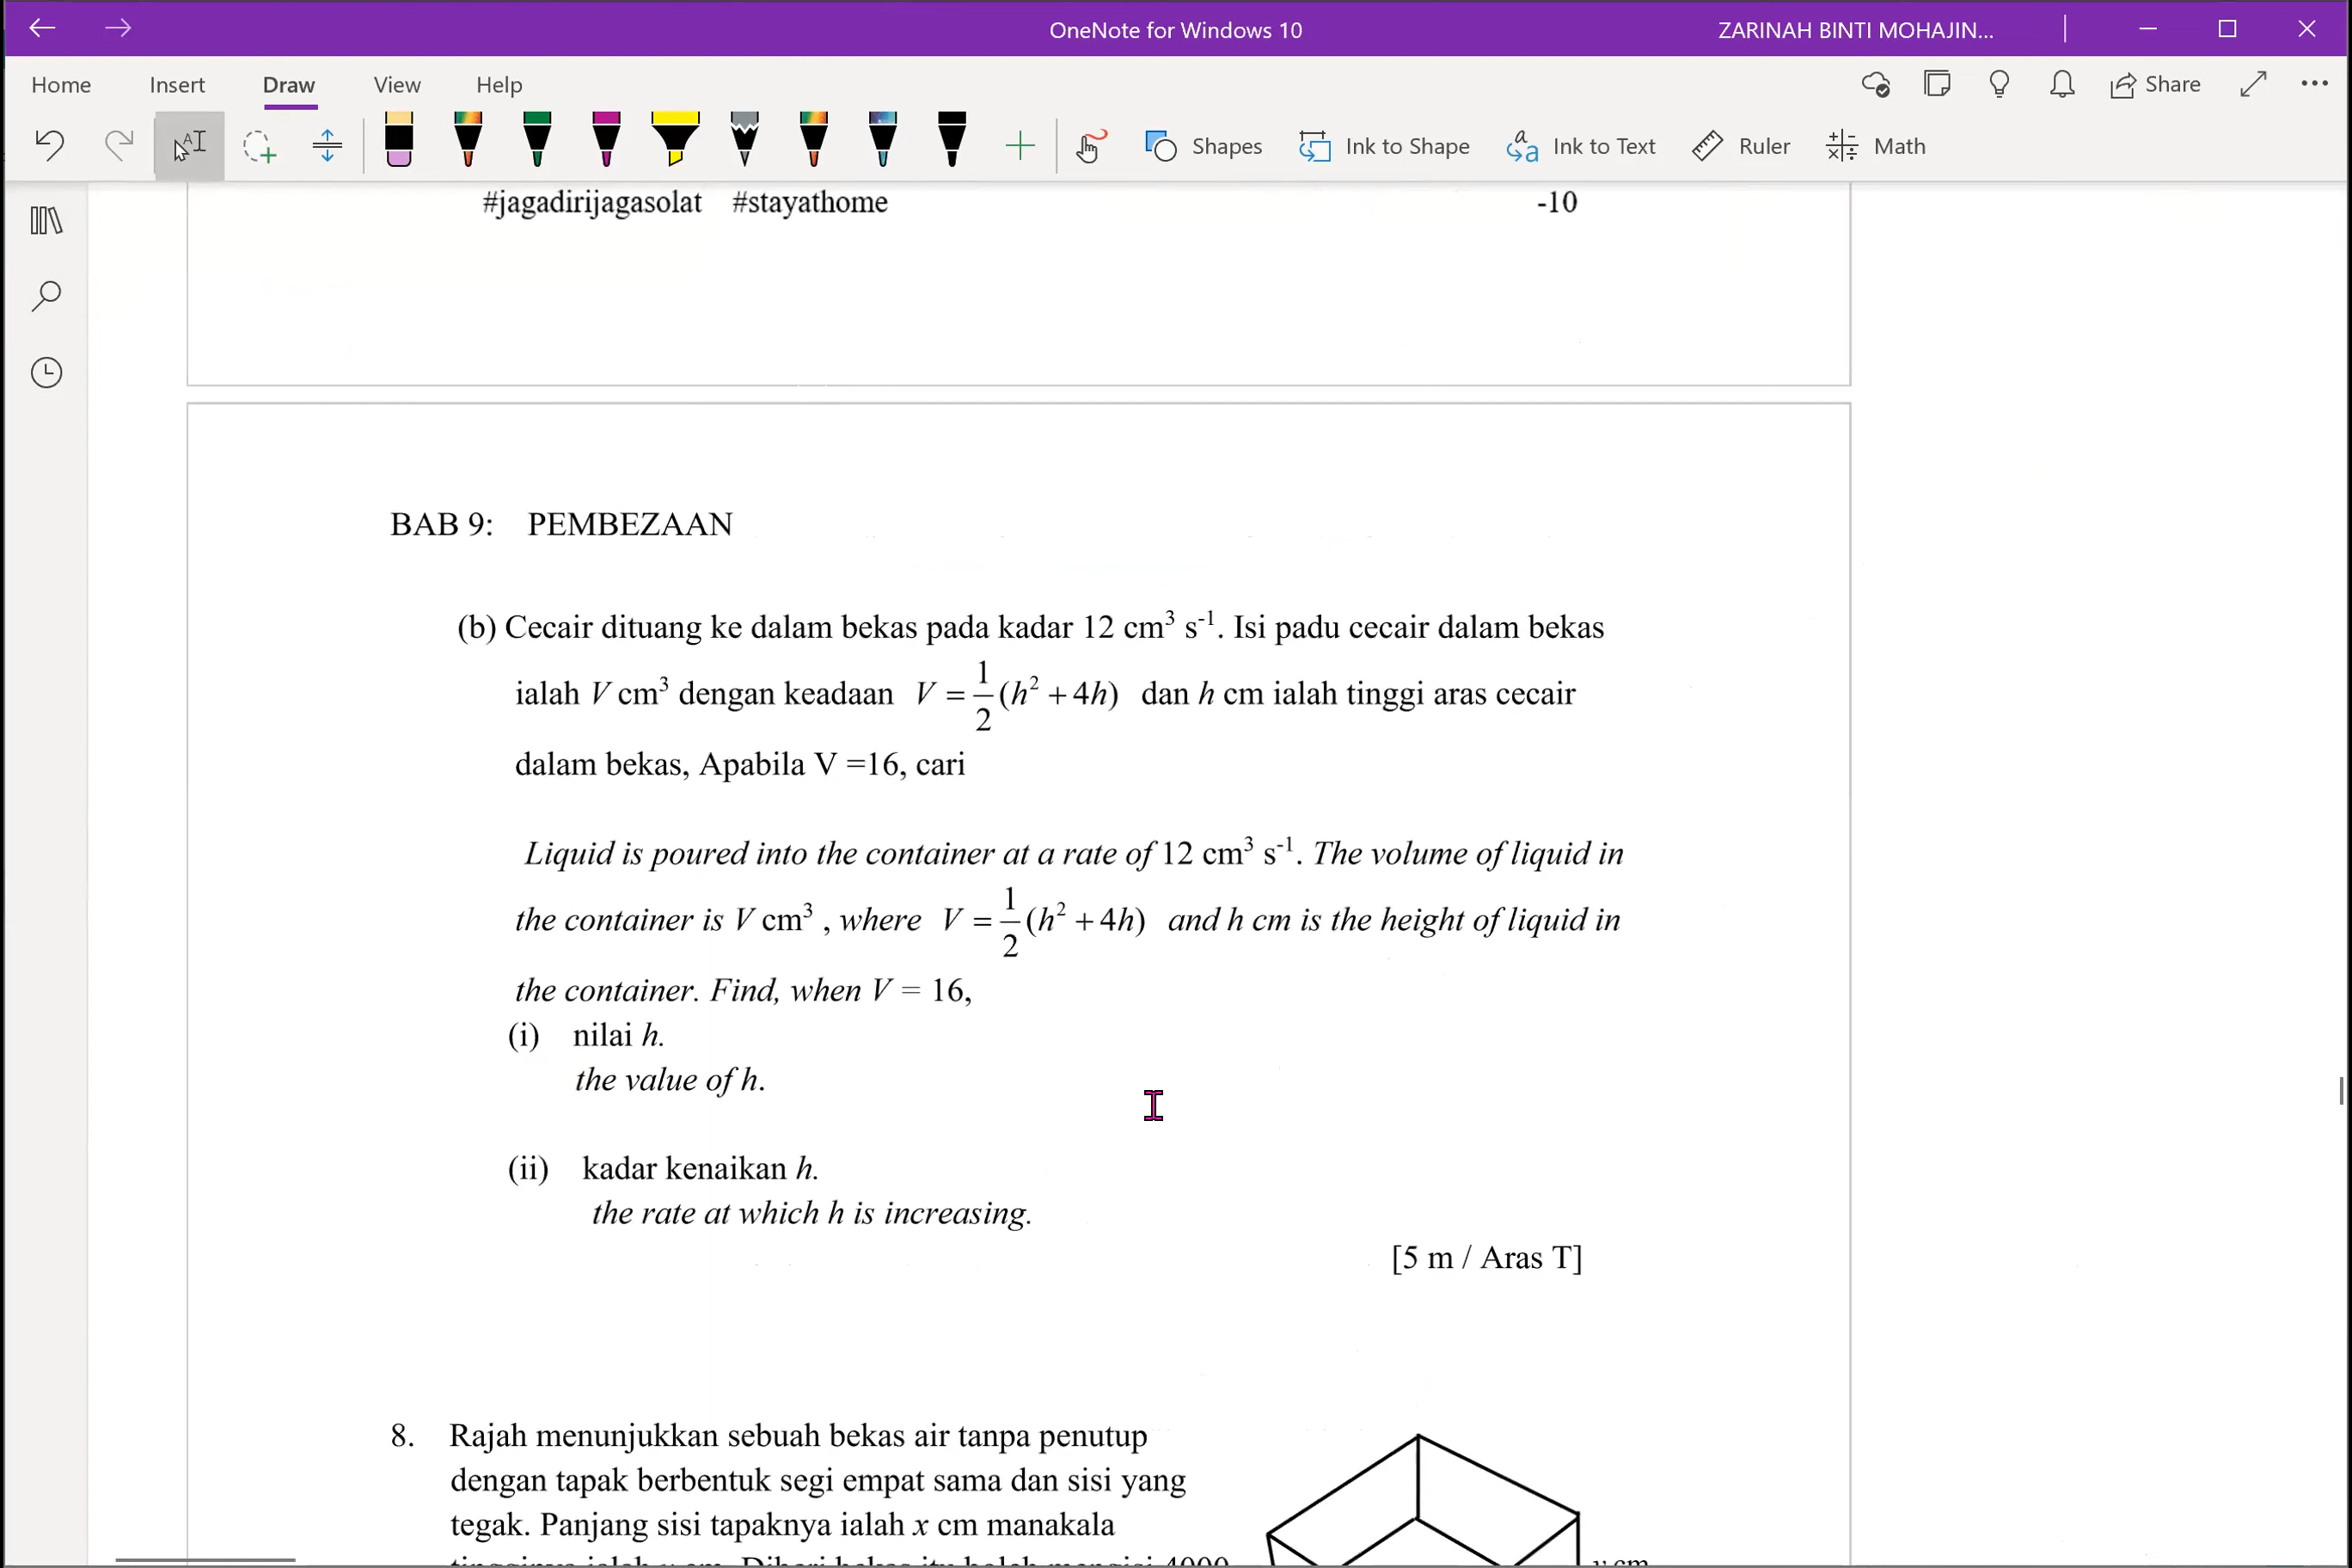 OneNote for Windows 10
ZARINAH BINTI MOHAJIN...
Home Insert Draw View Help
Share
Shapes Ink to Shape Ink to Text Ruler Math
#jagadirijagasolat #stayathome -10
BAB 9: PEMBEZAAN
(b) Cecair dituang ke dalam bekas pada kadar 12 cm³ s⁻¹. Isi padu cecair dalam bekas
ialah V cm³ dengan keadaan V = 1/2 (h² + 4h) dan h cm ialah tinggi aras cecair
dalam bekas, Apabila V =16, cari
Liquid is poured into the container at a rate of 12 cm³ s⁻¹. The volume of liquid in
the container is V cm³ , where V = 1/2 (h² + 4h) and h cm is the height of liquid in
the container. Find, when V = 16,
(i) nilai h.
the value of h.
(ii) kadar kenaikan h.
the rate at which h is increasing.
[5 m / Aras T]
8. Rajah menunjukkan sebuah bekas air tanpa penutup
dengan tapak berbentuk segi empat sama dan sisi yang
tegak. Panjang sisi tapaknya ialah x cm manakala